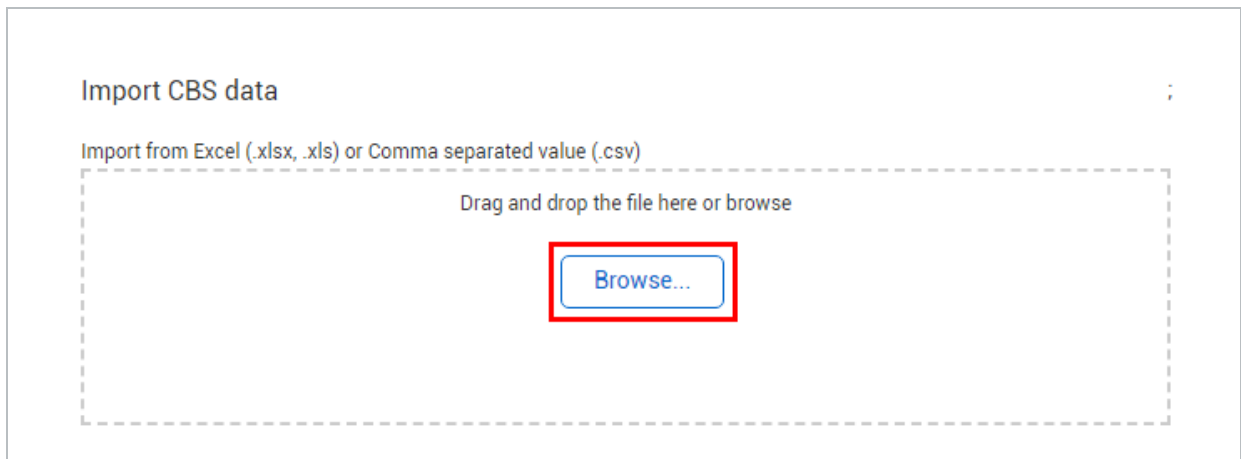 Import CBS data
;
Import from Excel (.xlsx, .xls) or Comma separated value (.csv)
Drag and drop the file here or browse
Browse...